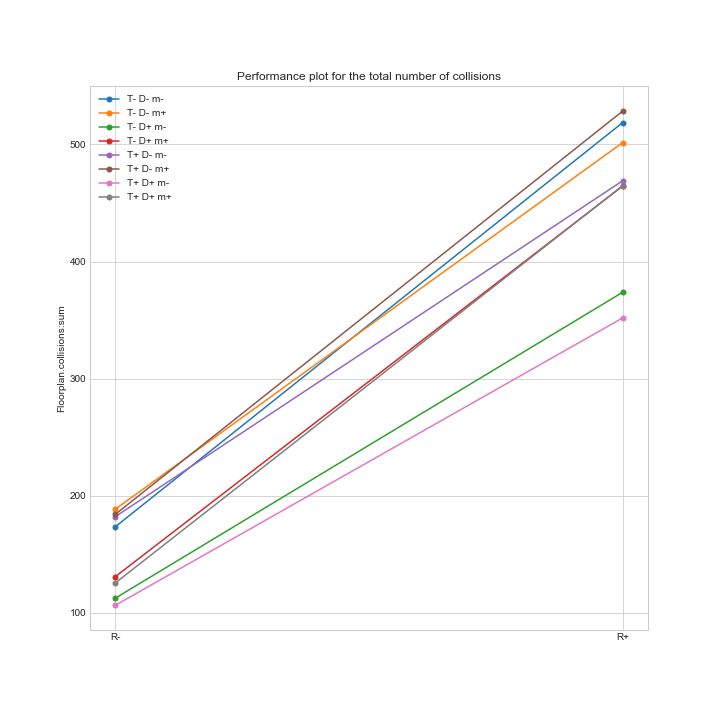 Performance plot for the total number of collisions
T- D- m-
T- D- m+
T- D+ m-
T- D+ m+
T+ D- m-
T+ D- m+
T+ D+ m-
T+ D+ m+
500
400
300
200
100
Floorplan.collisions:sum
R-
R+